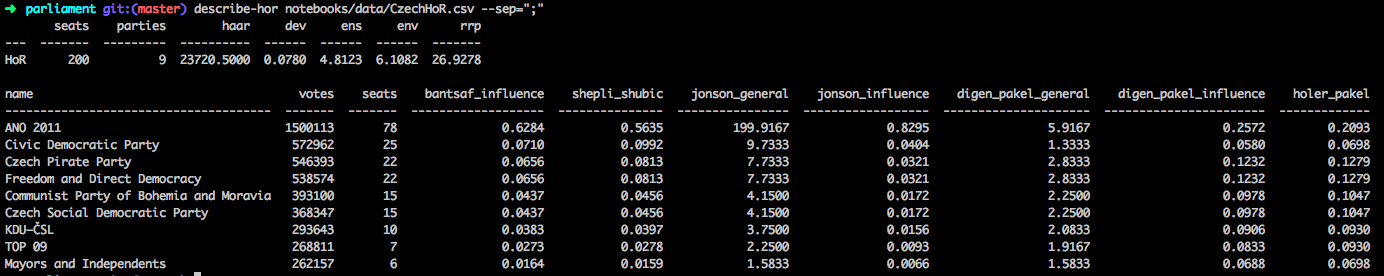 ➜ parliament git:(master) describe-hor notebooks/data/CzechHoR.csv --sep=";"
seats parties haar dev ens env rrp
--- ------- --------- ---------- ------ ------ ------ -------
HoR 200 9 23720.5000 0.0780 4.8123 6.1082 26.9278
name votes seats bantsaf_influence shepli_shubic jonson_general jonson_influence digen_pakel_general digen_pakel_influence holer_pakel
------------------------------------ ------- ------- ------------------- --------------- ---------------- ------------------ --------------------- ----------------------- -------------
ANO 2011 1500113 78 0.6284 0.5635 199.9167 0.8295 5.9167 0.2572 0.2093
Civic Democratic Party 572962 25 0.0710 0.0992 9.7333 0.0404 1.3333 0.0580 0.0698
Czech Pirate Party 546393 22 0.0656 0.0813 7.7333 0.0321 2.8333 0.1232 0.1279
Freedom and Direct Democracy 538574 22 0.0656 0.0813 7.7333 0.0321 2.8333 0.1232 0.1279
Communist Party of Bohemia and Moravia 393100 15 0.0437 0.0456 4.1500 0.0172 2.2500 0.0978 0.1047
Czech Social Democratic Party 368347 15 0.0437 0.0456 4.1500 0.0172 2.2500 0.0978 0.1047
KDU–ČSL 293643 10 0.0383 0.0397 3.7500 0.0156 2.0833 0.0906 0.0930
TOP 09 268811 7 0.0273 0.0278 2.2500 0.0093 1.9167 0.0833 0.0930
Mayors and Independents 262157 6 0.0164 0.0159 1.5833 0.0066 1.5833 0.0688 0.0698